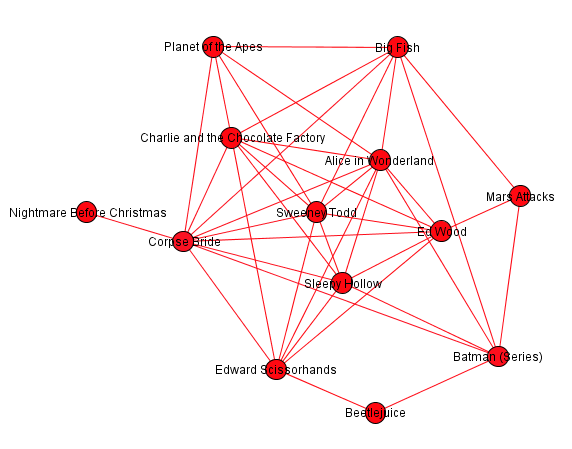 Planet of the Apes
Big Fish
Charlie and the Chocolate Factory
Alice in Wonderland
Mars Attacks
Nightmare Before Christmas
Sweeney Todd
Ed Wood
Corpse Bride
Sleepy Hollow
Batman (Series)
Edward Scissorhands
Beetlejuice